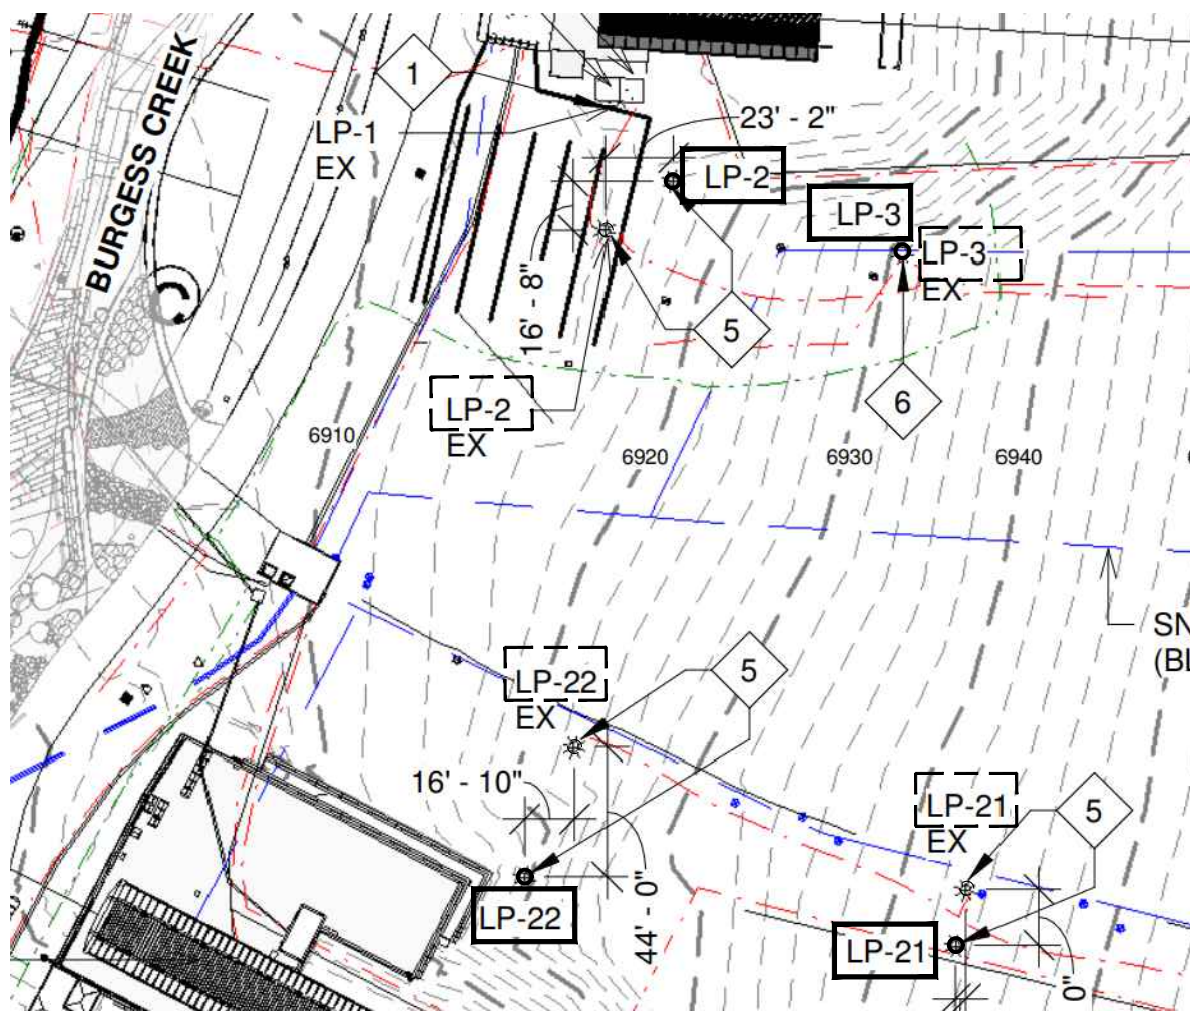 BURGESS CREEK
1
LP-1
EX
23' - 2"
LP-2
LP-3
LP-3
EX
16' - 8"
5
6
LP-2
EX
6910
6920
6930
6940
SN
(BL
LP-22
EX
5
16' - 10"
LP-21
EX
5
LP-22
44' - 0"
LP-21
0"